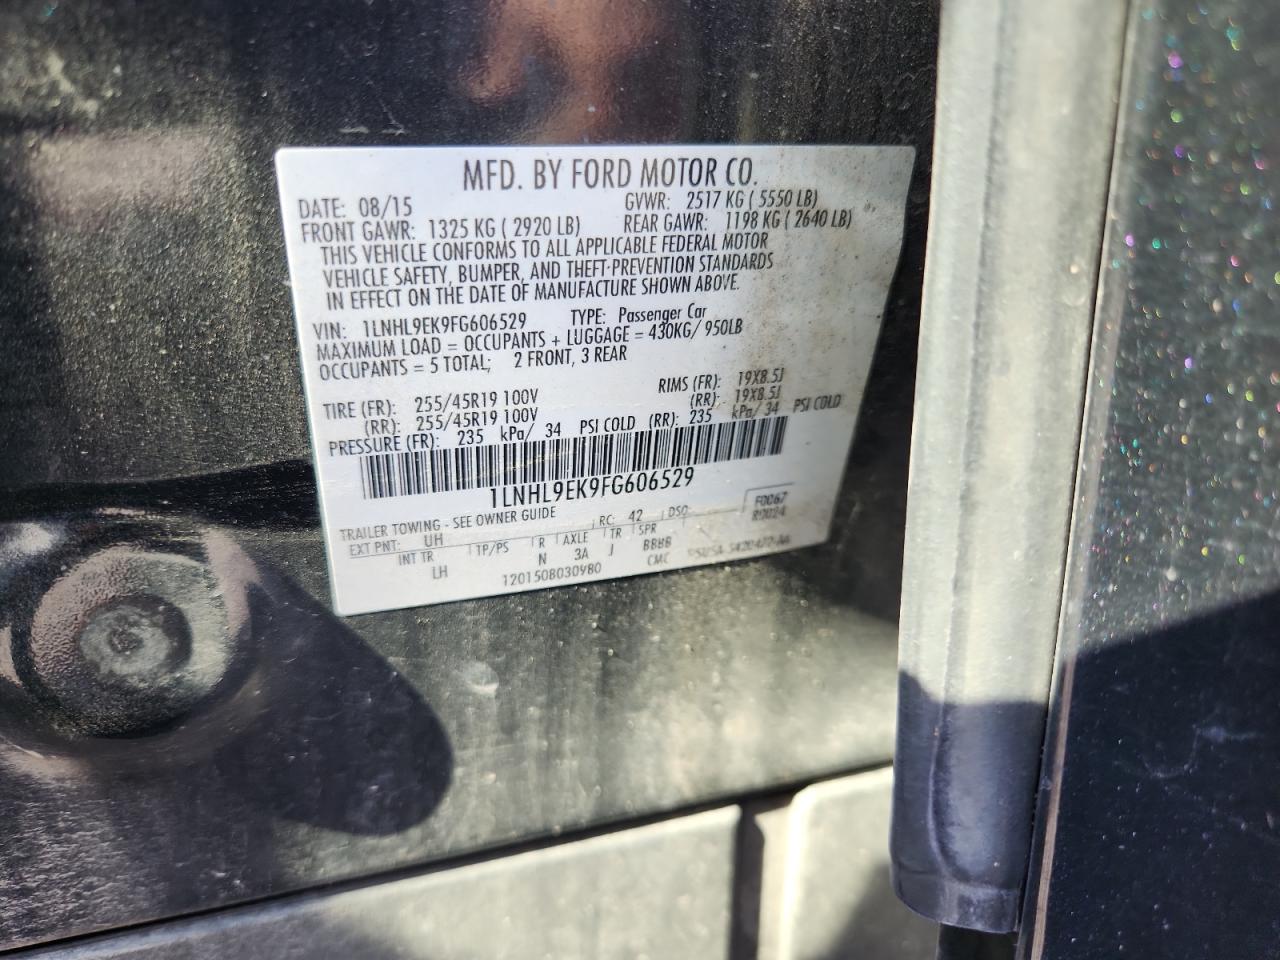 MFD. BY FORD MOTOR CO.
DATE: 08/15 GVWR: 2517 KG ( 5550 LB)
FRONT GAWR: 1325 KG ( 2920 LB) REAR GAWR: 1198 KG ( 2640 LB)
THIS VEHICLE CONFORMS TO ALL APPLICABLE FEDERAL MOTOR
VEHICLE SAFETY, BUMPER, AND THEFT-PREVENTION STANDARDS
IN EFFECT ON THE DATE OF MANUFACTURE SHOWN ABOVE.
VIN: 1LNHL9EK9FG606529 TYPE: Passenger Car
MAXIMUM LOAD = OCCUPANTS + LUGGAGE = 430KG/ 950LB
OCCUPANTS = 5 TOTAL; 2 FRONT, 3 REAR
TIRE (FR): 255/45R19 100V RIMS (FR): 19X8.5J
(RR): 255/45R19 100V (RR): 19X8.5J
PRESSURE (FR): 235 kPa/ 34 PSI COLD (RR): 235 kPa/ 34 PSI COLD
1LNHL9EK9FG606529
TRAILER TOWING - SEE OWNER GUIDE
EXT PNT: UH RC: 42 DSO: F0067
R0024
INT TR TP/PS R AXLE TR SPR
LH N 3A J BBHB
1201508030980 CMC